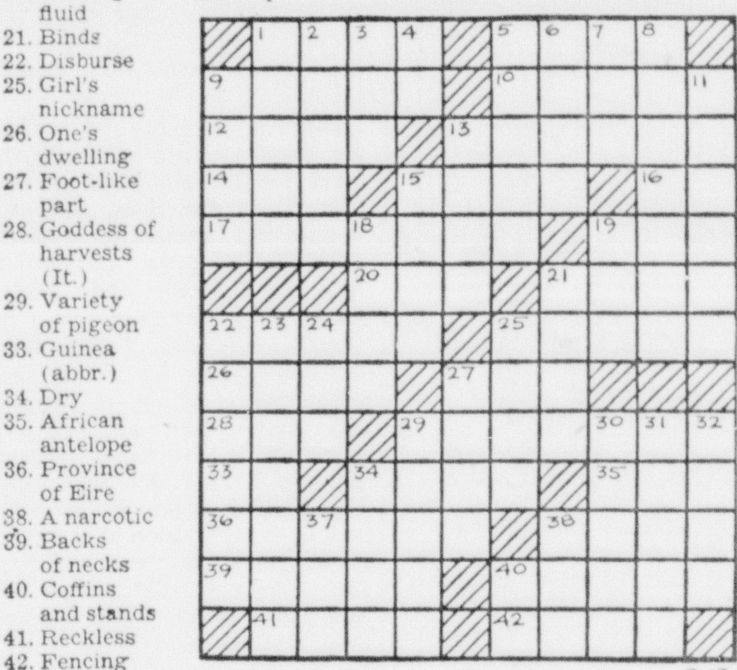 fluid
21. Binds
22. Disburse
25. Girl's
nickname
26. One's
dwelling
27. Foot-like
part
28. Goddess of
harvests
(It.)
29. Variety
of pigeon
33. Guinea
(abbr.)
34. Dry
35. African
antelope
36. Province
of Eire
38. A narcotic
39. Backs
of necks
40. Coffins
and stands
41. Reckless
42. Fencing
1 2 3 4 5 6 7 8
9 10 11
12 13
14 15 16
17 18 19
20 21
22 23 24 25
26 27
28 29 30 31 32
33 34 35
36 37 38
39 40
41 42